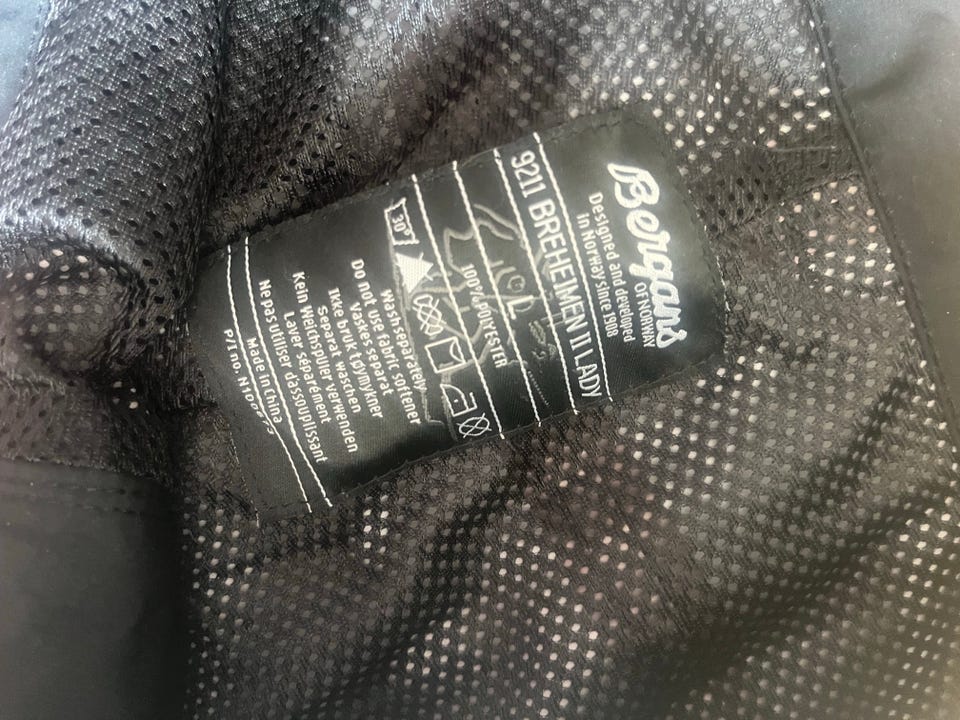 Bergans
OF NORWAY
Designed and developed
in Norway since 1908
9211 BREHEIMEN II LADY
100% POLYESTER
30°
Wash separately
Do not use fabric softener
Vaskes separat
Ikke bruk tøymykner
Separat waschen
Kein Weichspüler verwenden
Laver separément
Ne pas utiliser d'assouplissant
Made in China
P/I no.